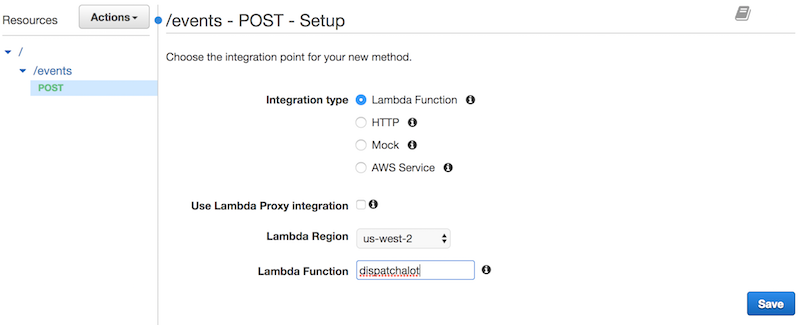 Resources
Actions
/events - POST - Setup
/
/events
POST
Choose the integration point for your new method.
Integration type
Lambda Function
HTTP
Mock
AWS Service
Use Lambda Proxy integration
Lambda Region
us-west-2
Lambda Function
dispatchalot
Save